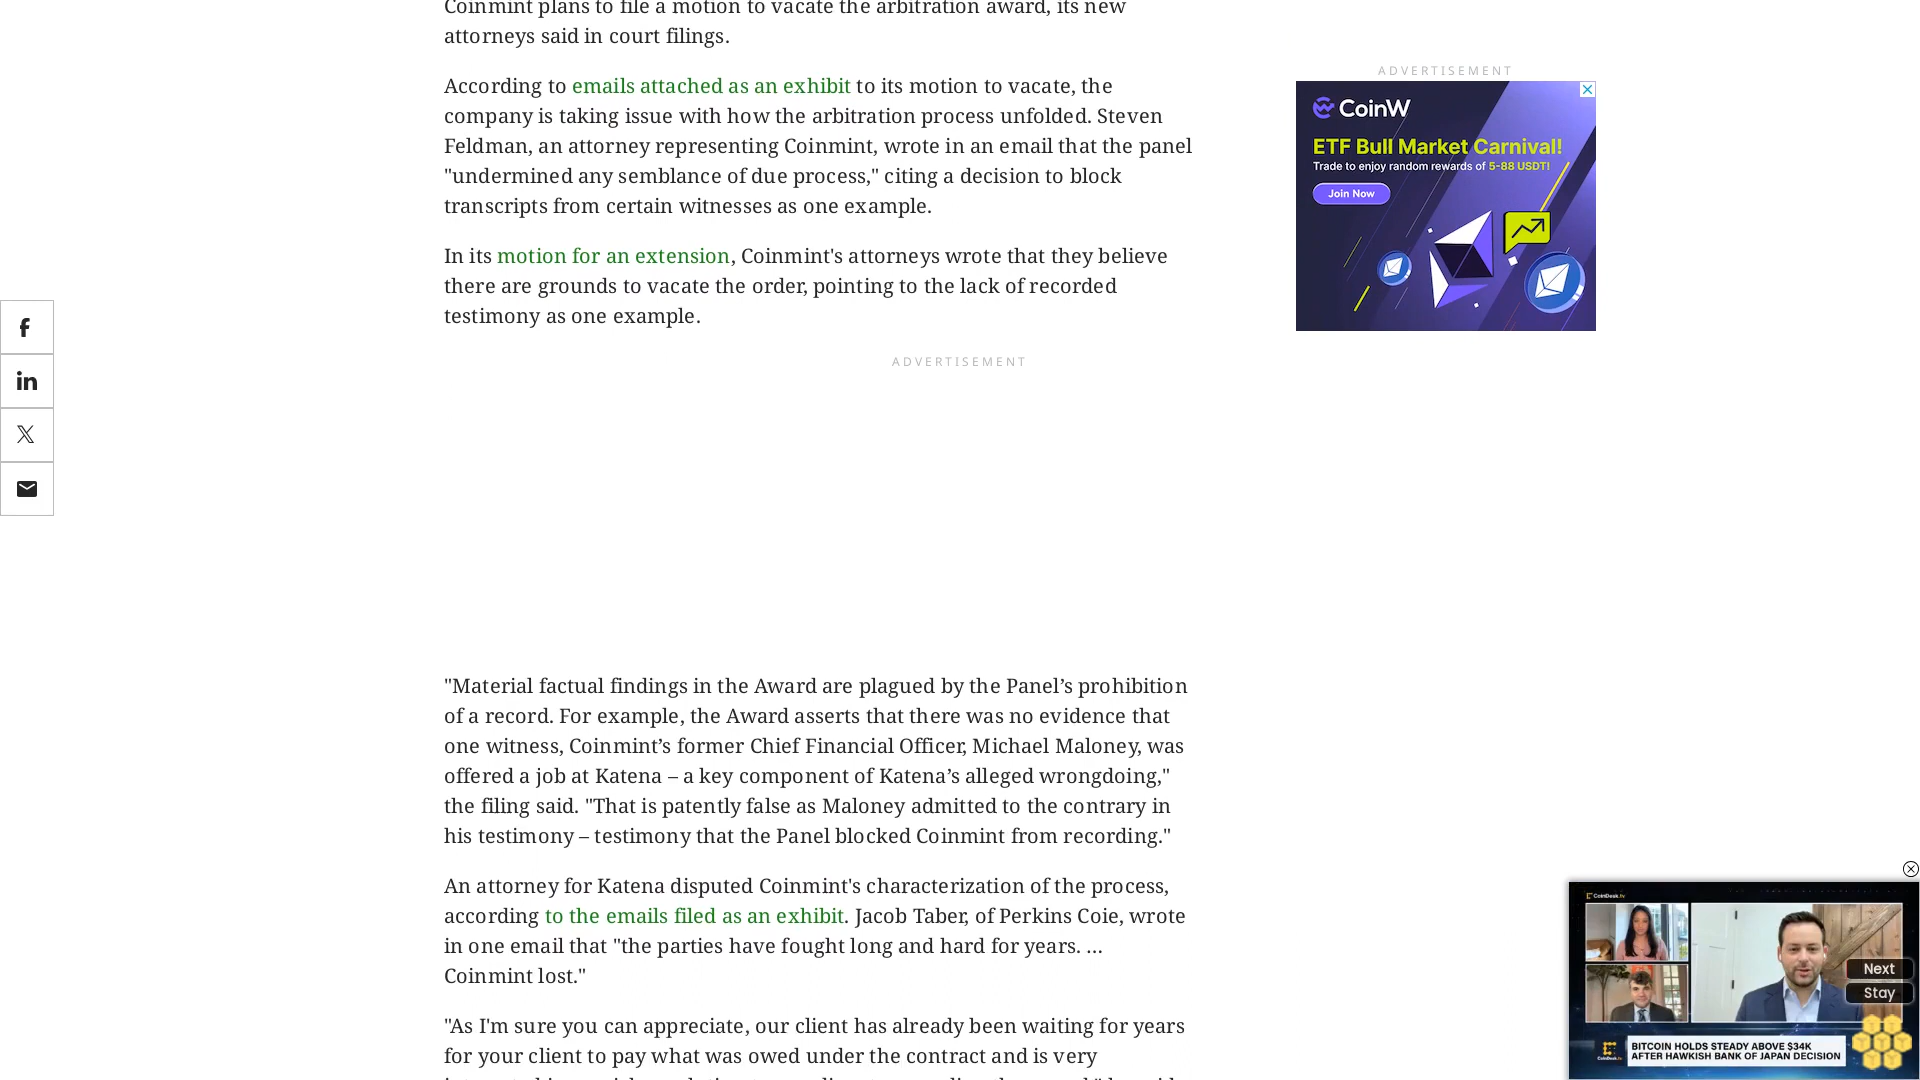 Coinmint plans to file a motion to vacate the arbitration award, its new
attorneys said in court filings.
According to emails attached as an exhibit to its motion to vacate, the
company is taking issue with how the arbitration process unfolded. Steven
Feldman, an attorney representing Coinmint, wrote in an email that the panel
"undermined any semblance of due process," citing a decision to block
transcripts from certain witnesses as one example.
In its motion for an extension, Coinmint's attorneys wrote that they believe
there are grounds to vacate the order, pointing to the lack of recorded
testimony as one example.
ADVERTISEMENT
"Material factual findings in the Award are plagued by the Panel’s prohibition
of a record. For example, the Award asserts that there was no evidence that
one witness, Coinmint’s former Chief Financial Officer, Michael Maloney, was
offered a job at Katena – a key component of Katena’s alleged wrongdoing,"
the filing said. "That is patently false as Maloney admitted to the contrary in
his testimony – testimony that the Panel blocked Coinmint from recording."
An attorney for Katena disputed Coinmint's characterization of the process,
according to the emails filed as an exhibit. Jacob Taber, of Perkins Coie, wrote
in one email that "the parties have fought long and hard for years. ...
Coinmint lost."
"As I'm sure you can appreciate, our client has already been waiting for years
for your client to pay what was owed under the contract and is very
ADVERTISEMENT
CoinW
ETF Bull Market Carnival!
Trade to enjoy random rewards of 5-88 USDT!
Join Now
CoinDesk.tv
Next
Stay
CoinDesk.tv
BITCOIN HOLDS STEADY ABOVE $34K
AFTER HAWKISH BANK OF JAPAN DECISION